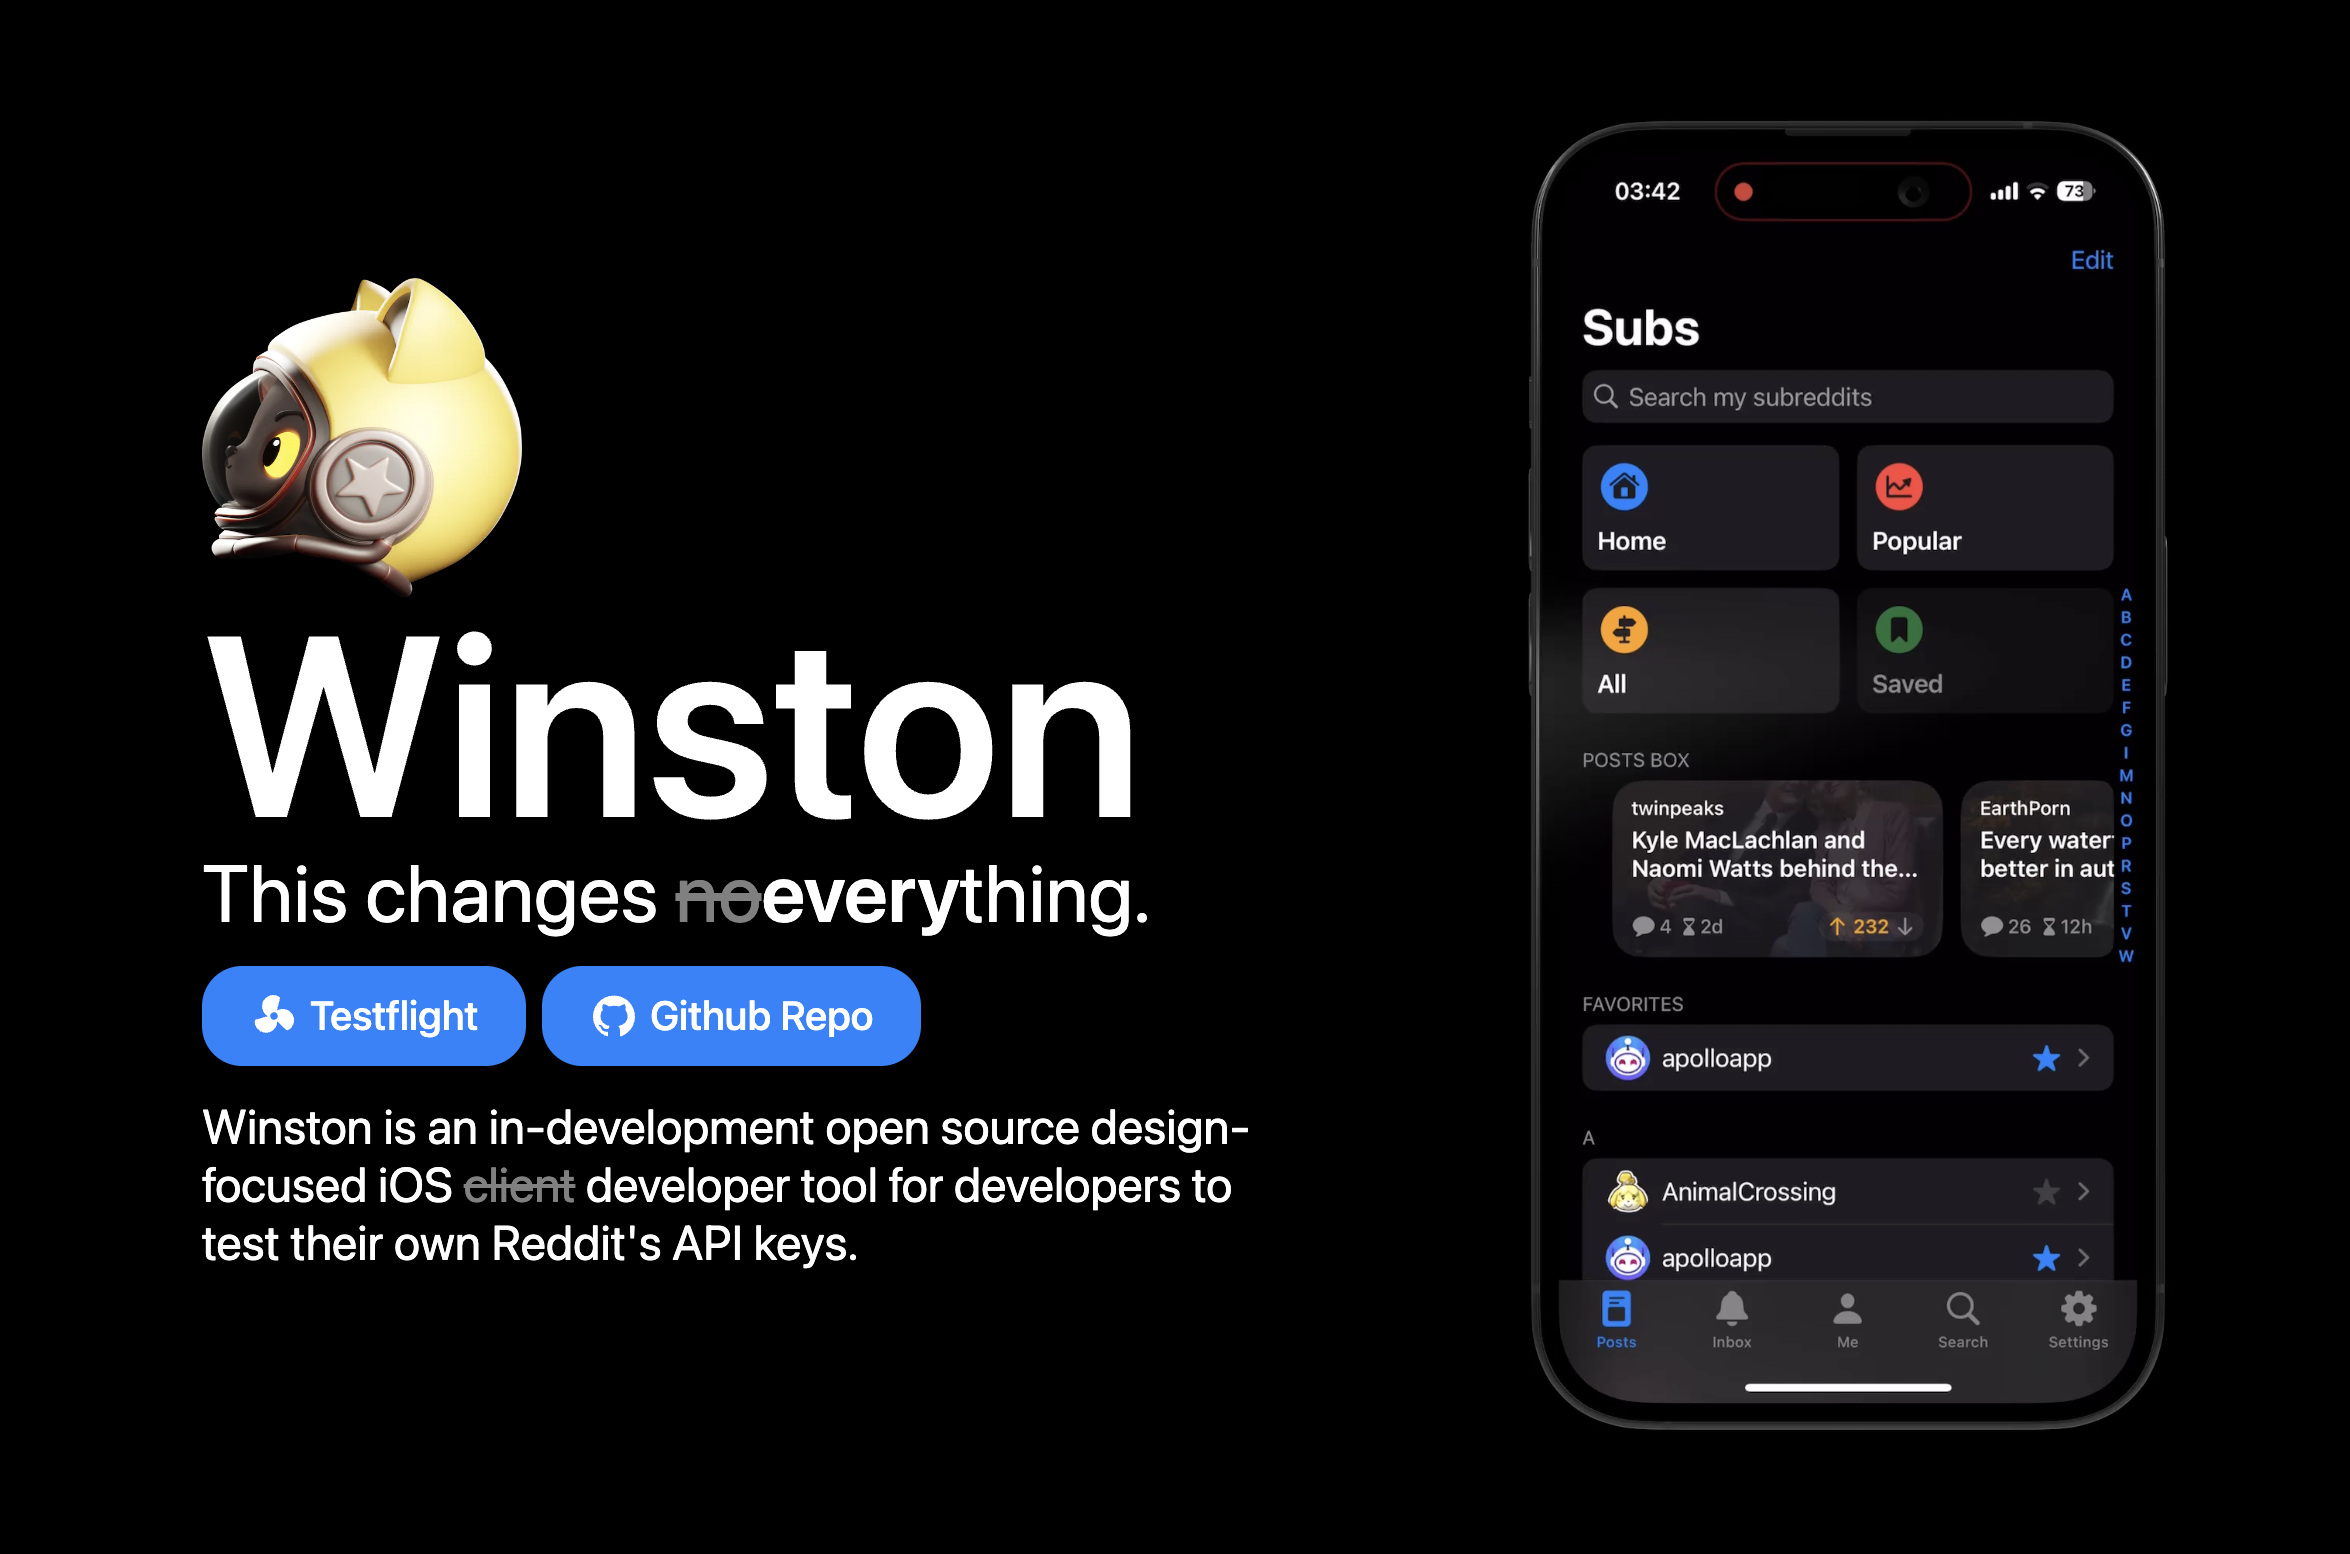 Winston
This changes noeverything.
Testflight
Github Repo
Winston is an in-development open source design-
focused iOS client developer tool for developers to
test their own Reddit's API keys.
03:42
73
Edit
Subs
Search my subreddits
Home
Popular
All
Saved
POSTS BOX
twinpeaks
Kyle MacLachlan and
Naomi Watts behind the...
4 2d
232
EarthPorn
Every water
better in aut
26 12h
FAVORITES
apolloapp
A
AnimalCrossing
apolloapp
A
B
C
D
E
F
G
I
M
N
O
P
R
S
T
V
W
Posts
Inbox
Me
Search
Settings